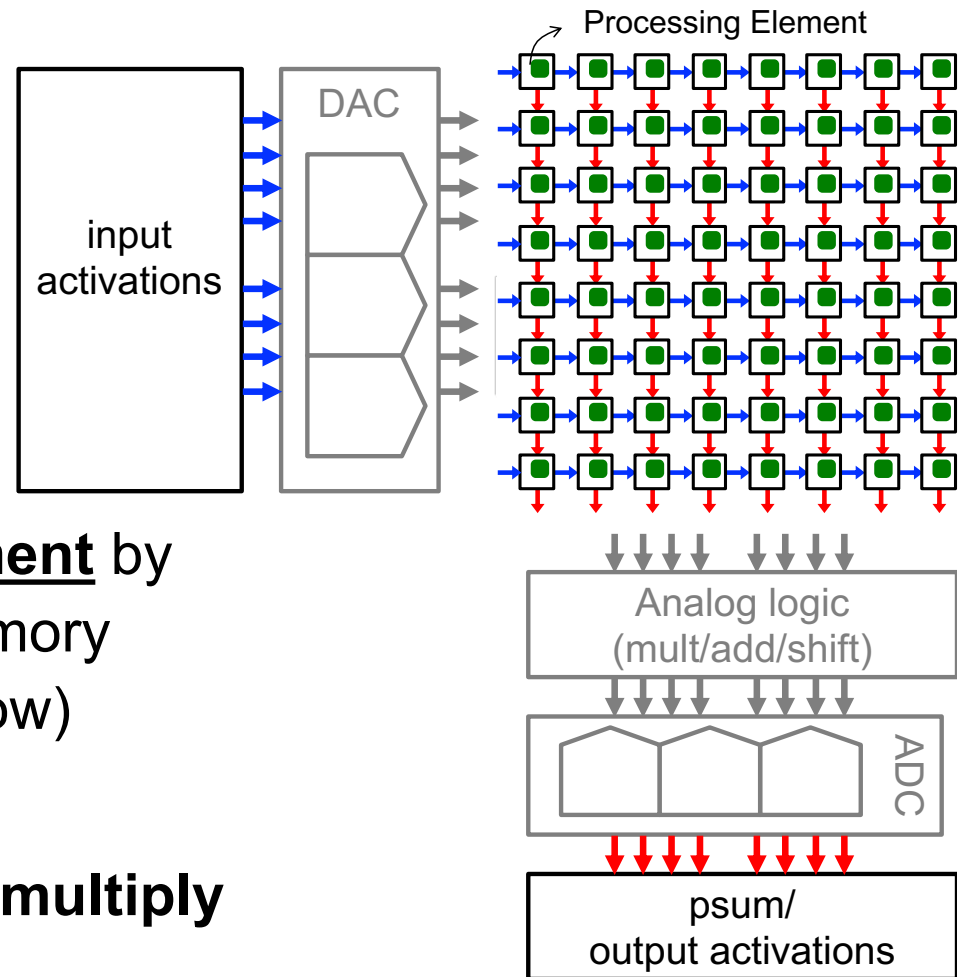 Processing Element
DAC
input
activations
ent by
mory
ow)
Analog logic
(mult/add/shift)
ADC
multiply
psum/
output activations